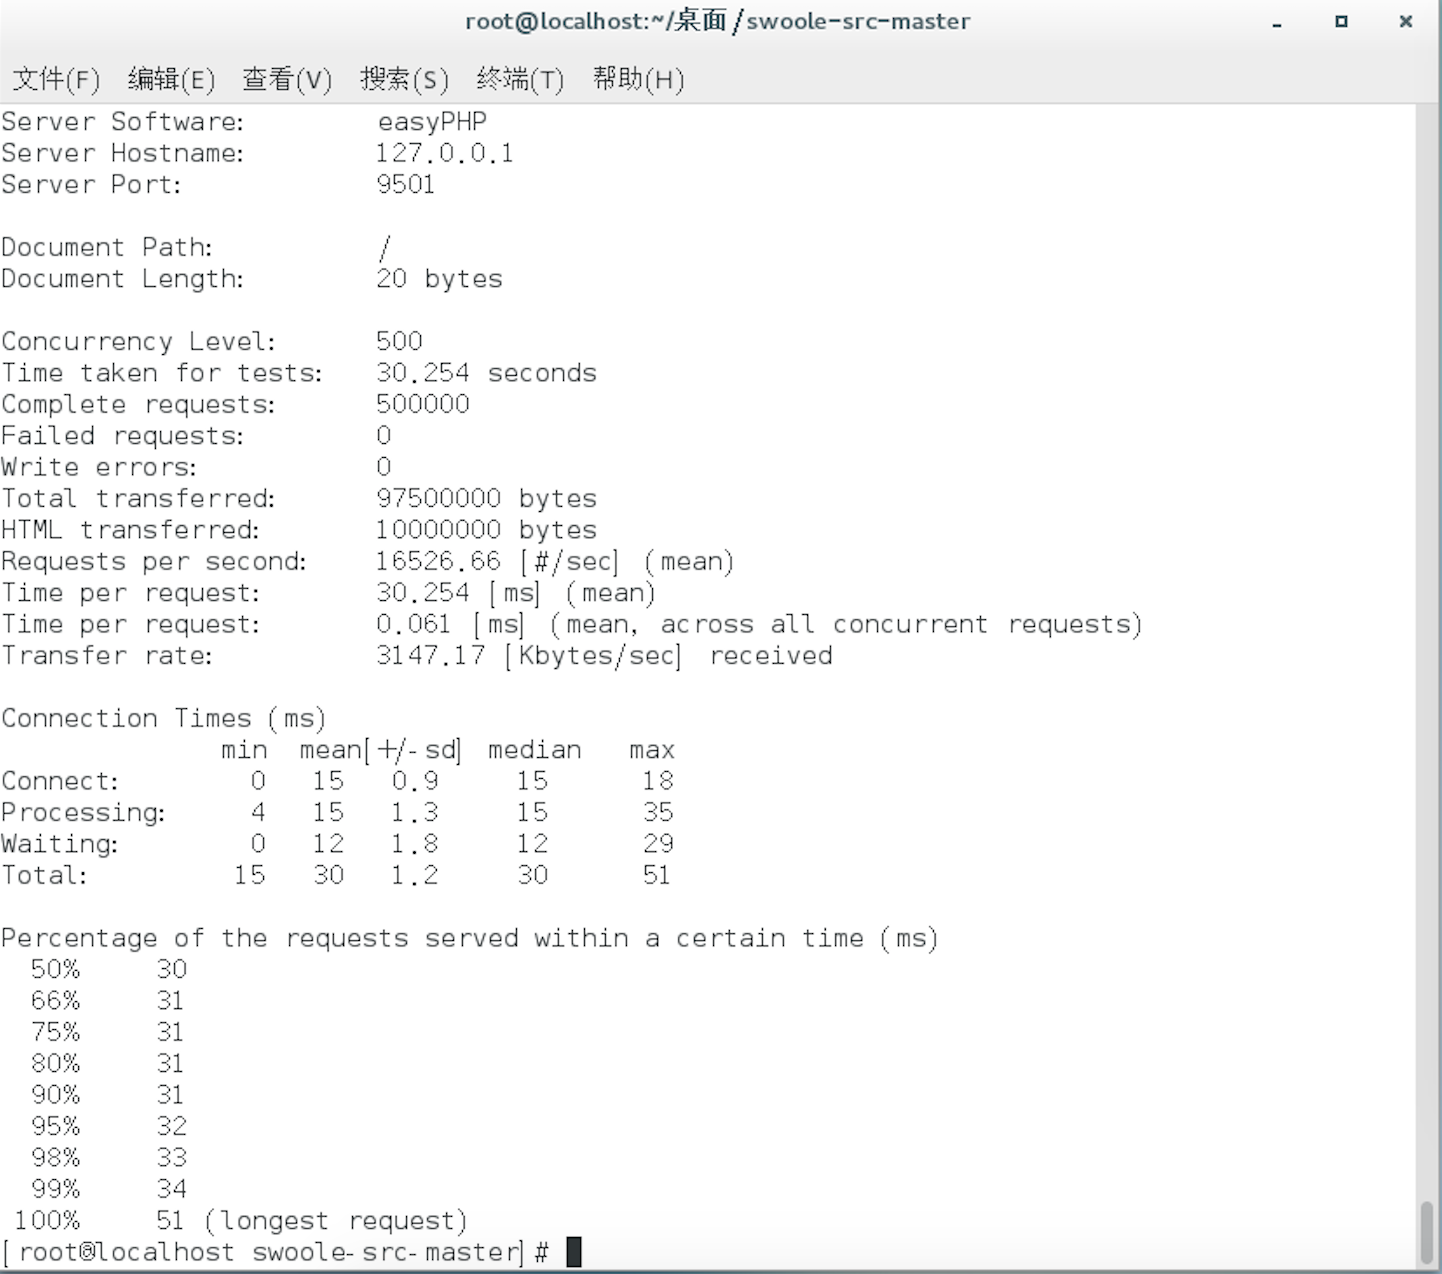 root@localhost:~/桌面/swoole-src-master
文件(F) 编辑(E) 查看(V) 搜索(S) 终端(T) 帮助(H)
Server Software: easyPHP
Server Hostname: 127.0.0.1
Server Port: 9501
Document Path: /
Document Length: 20 bytes
Concurrency Level: 500
Time taken for tests: 30.254 seconds
Complete requests: 500000
Failed requests: 0
Write errors: 0
Total transferred: 97500000 bytes
HTML transferred: 10000000 bytes
Requests per second: 16526.66 [#/sec] (mean)
Time per request: 30.254 [ms] (mean)
Time per request: 0.061 [ms] (mean, across all concurrent requests)
Transfer rate: 3147.17 [Kbytes/sec] received
Connection Times (ms)
min mean[+/-sd] median max
Connect: 0 15 0.9 15 18
Processing: 4 15 1.3 15 35
Waiting: 0 12 1.8 12 29
Total: 15 30 1.2 30 51
Percentage of the requests served within a certain time (ms)
50% 30
66% 31
75% 31
80% 31
90% 31
95% 32
98% 33
99% 34
100% 51 (longest request)
[root@localhost swoole-src-master]#